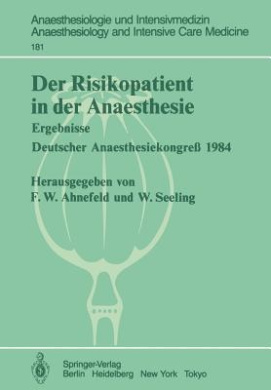 Anaesthesiologie und Intensivmedizin
Anaesthesiology and Intensive Care Medicine
181
Der Risikopatient
in der Anaesthesie
Ergebnisse
Deutscher Anaesthesiekongreß 1984
Herausgegeben von
F. W. Ahnefeld und W. Seeling
Springer-Verlag
Berlin Heidelberg New York Tokyo